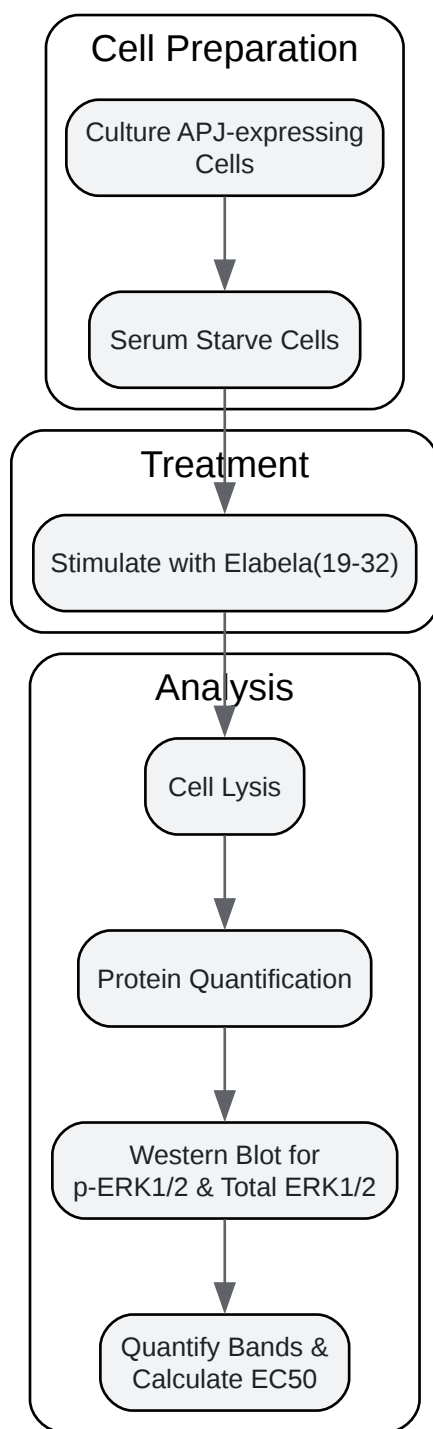 Cell Preparation
Culture APJ-expressing
Cells
Serum Starve Cells
Treatment
Stimulate with Elabela(19-32)
Analysis
Cell Lysis
Protein Quantification
Western Blot for
p-ERK1/2 & Total ERK1/2
Quantify Bands &
Calculate EC50